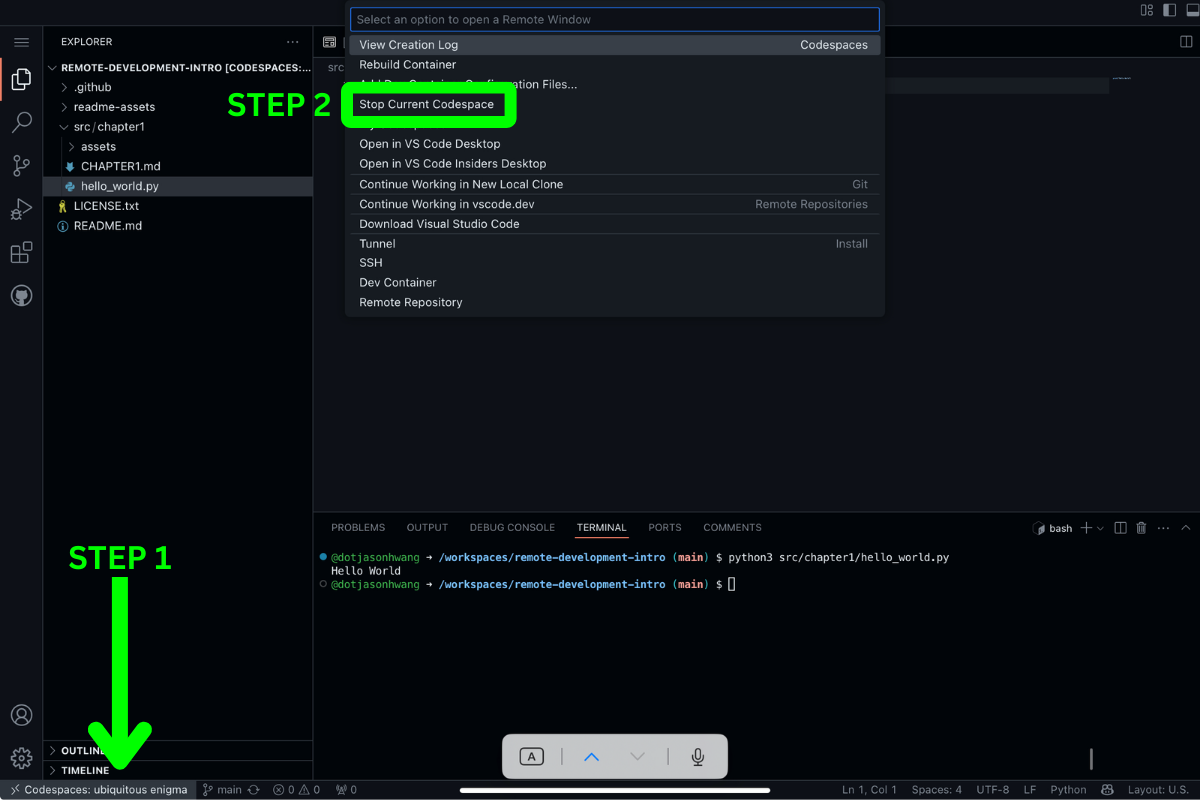 Select an option to open a Remote Window
View Creation Log Codespaces
Rebuild Container
Add Dev Container Configuration Files...
Stop Current Codespace
Open in VS Code Desktop
Open in VS Code Insiders Desktop
Continue Working in New Local Clone Git
Continue Working in vscode.dev Remote Repositories
Download Visual Studio Code
Tunnel Install
SSH
Dev Container
Remote Repository
EXPLORER
REMOTE-DEVELOPMENT-INTRO [CODESPACES:...
.github
readme-assets
src/chapter1
assets
CHAPTER1.md
hello_world.py
LICENSE.txt
README.md
src
STEP 2
STEP 1
PROBLEMS OUTPUT DEBUG CONSOLE TERMINAL PORTS COMMENTS
bash
@dotjasonhwang → /workspaces/remote-development-intro (main) $ python3 src/chapter1/hello_world.py
Hello World
@dotjasonhwang → /workspaces/remote-development-intro (main) $
OUTLINE
TIMELINE
A
Codespaces: ubiquitous enigma main 0 0 0 Ln 1, Col 1 Spaces: 4 UTF-8 LF Python Layout: U.S.